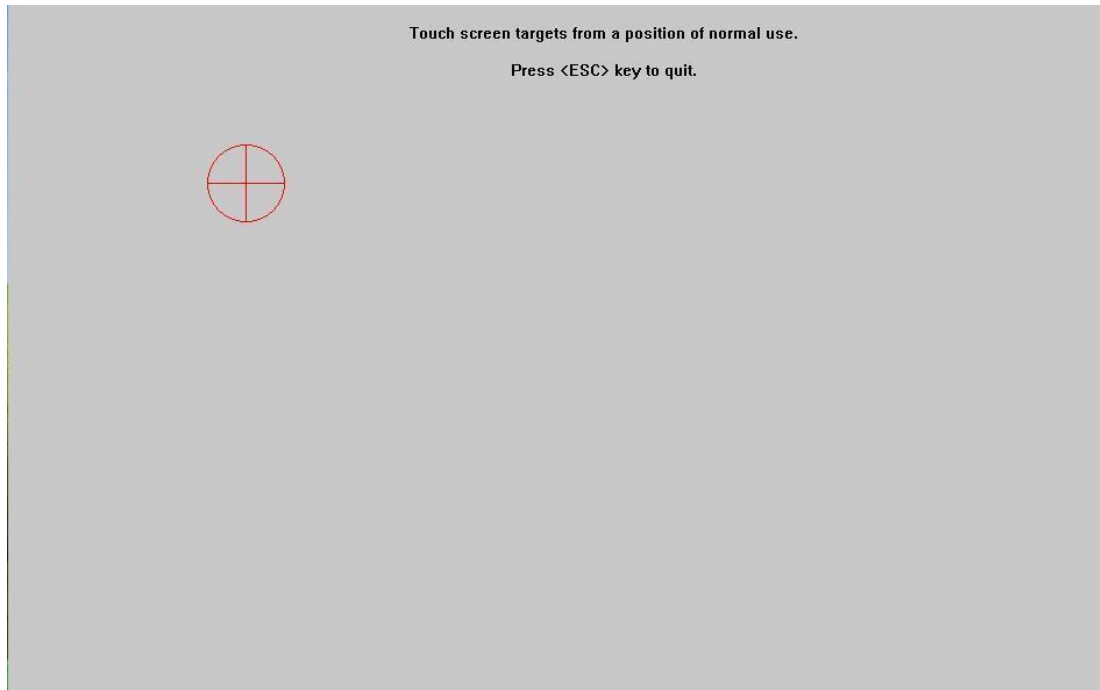 Touch screen targets from a position of normal use.
Press <ESC> key to quit.